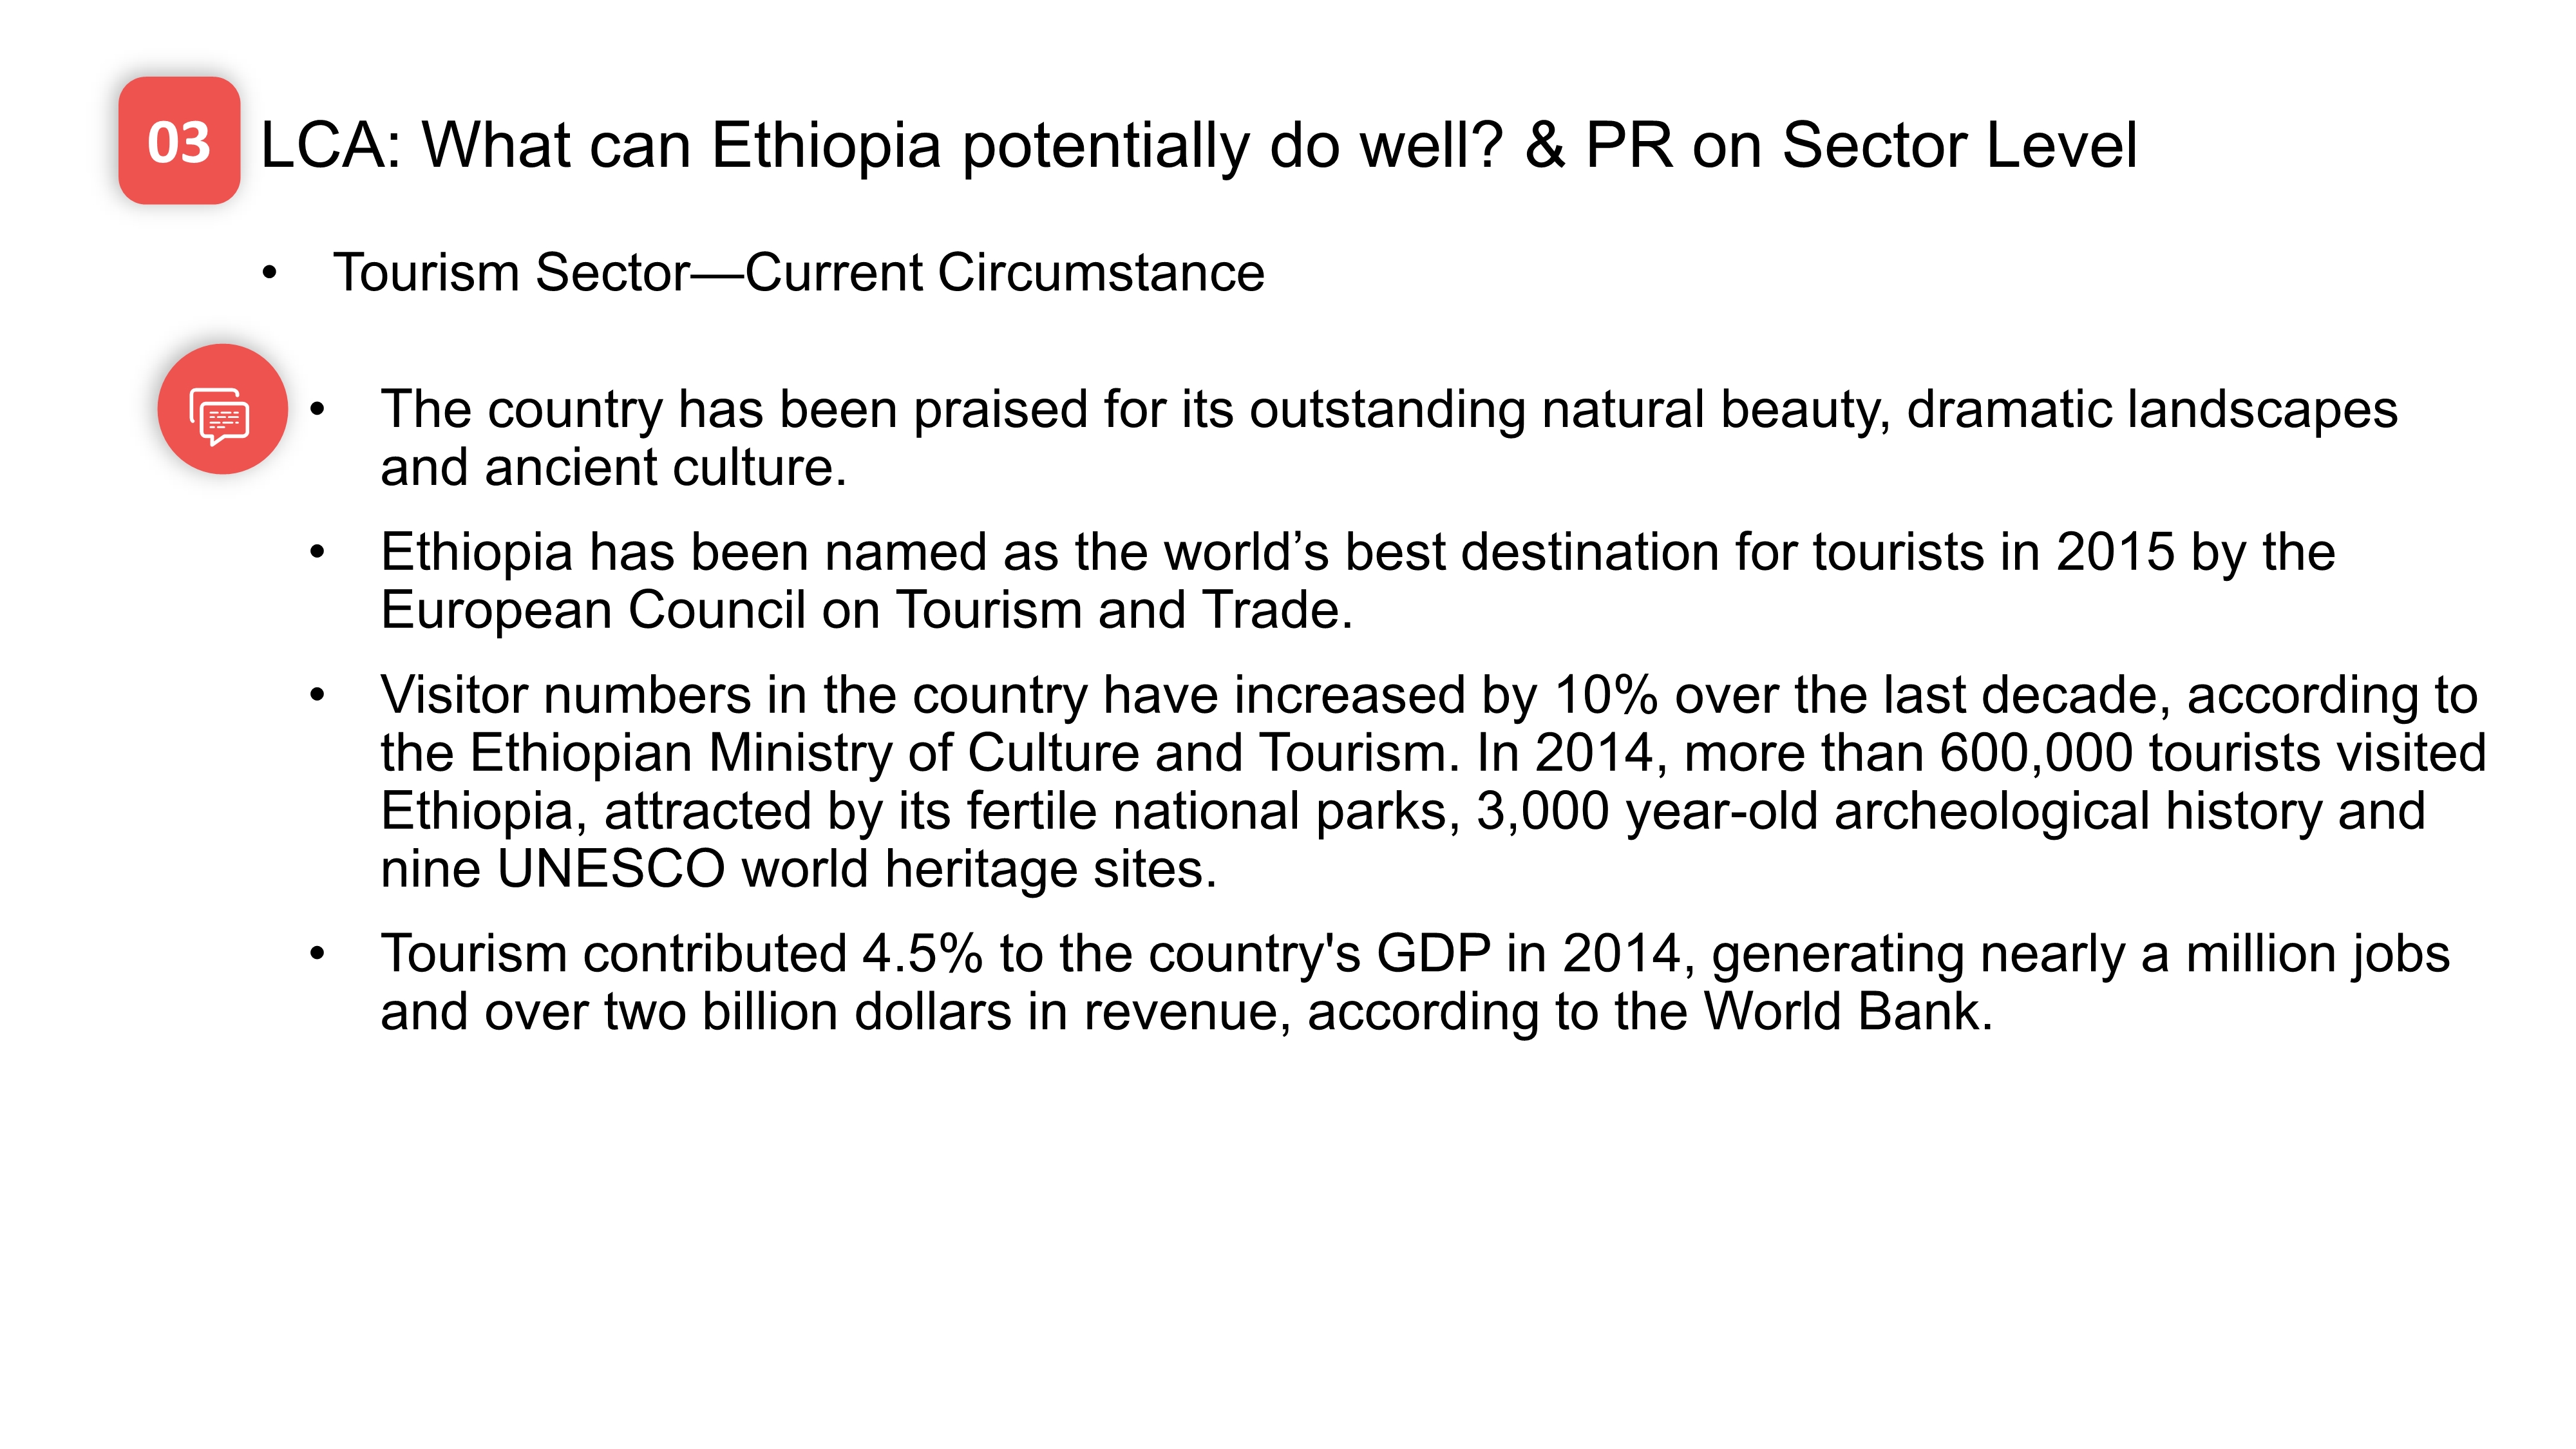 03
LCA: What can Ethiopia potentially do well? & PR on Sector Level
• Tourism Sector—Current Circumstance
• The country has been praised for its outstanding natural beauty, dramatic landscapes
and ancient culture.
• Ethiopia has been named as the world’s best destination for tourists in 2015 by the
European Council on Tourism and Trade.
• Visitor numbers in the country have increased by 10% over the last decade, according to
the Ethiopian Ministry of Culture and Tourism. In 2014, more than 600,000 tourists visited
Ethiopia, attracted by its fertile national parks, 3,000 year-old archeological history and
nine UNESCO world heritage sites.
• Tourism contributed 4.5% to the country's GDP in 2014, generating nearly a million jobs
and over two billion dollars in revenue, according to the World Bank.